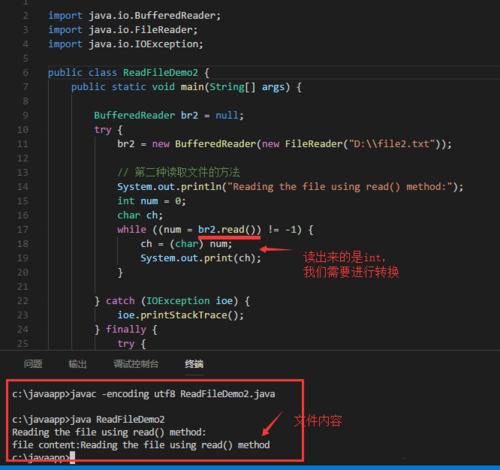 2 import java.io.BufferedReader;
3 import java.io.FileReader;
4 import java.io.IOException;
5
6 public class ReadFileDemo2 {
7 public static void main(String[] args) {
8
9 BufferedReader br2 = null;
10 try {
11 br2 = new BufferedReader(new FileReader("D:\\file2.txt"));
12
13 // 第二种读取文件的方法
14 System.out.println("Reading the file using read() method:");
15 int num = 0;
16 char ch;
17 while ((num = br2.read()) != -1) {
18 ch = (char) num;
19 System.out.print(ch);
20 }
21
22 } catch (IOException ioe) {
23 ioe.printStackTrace();
24 } finally {
25 try {
读出来的是int,
我们需要进行转换
问题 输出 调试控制台 终端
c:\javaapp>javac -encoding utf8 ReadFileDemo2.java
c:\javaapp>java ReadFileDemo2
Reading the file using read() method:
file content:Reading the file using read() method
c:\javaapp>
文件内容